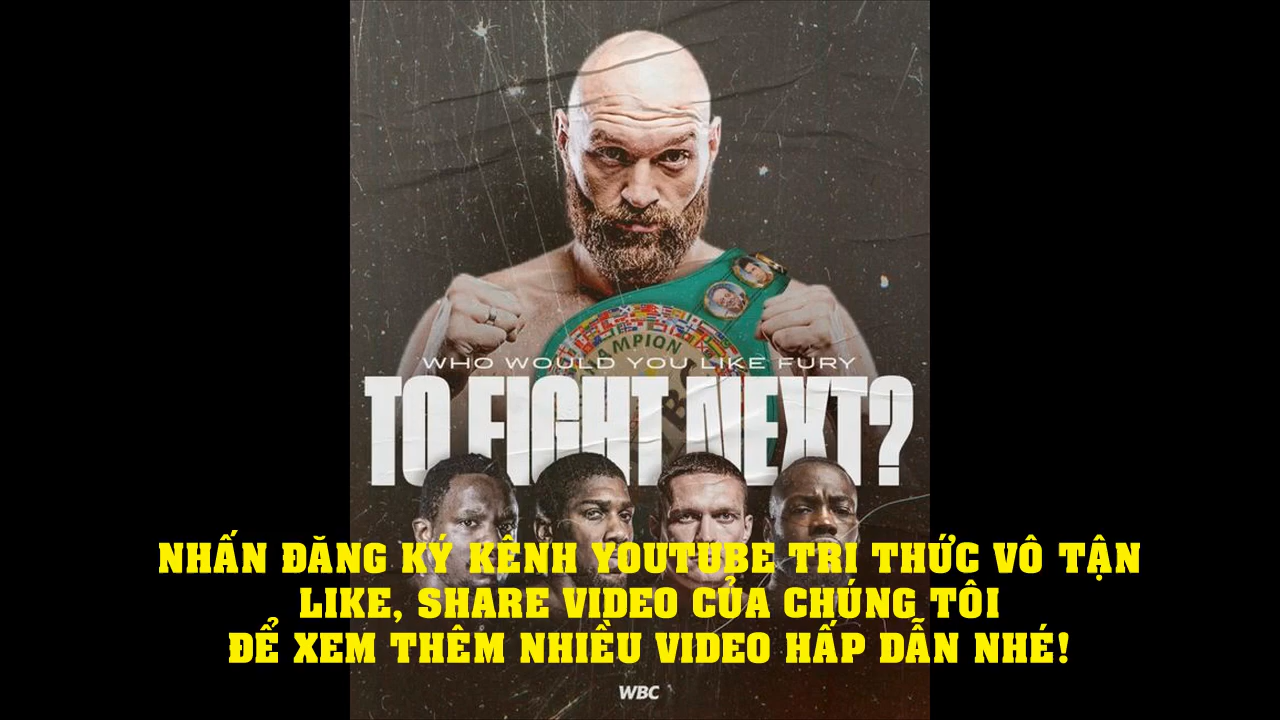 CHAMPION
WHO WOULD YOU LIKE FURY
TO FIGHT NEXT?
NHẤN ĐĂNG KÝ KÊNH YOUTUBE TRI THỨC VÔ TẬN
LIKE, SHARE VIDEO CỦA CHÚNG TÔI
ĐỂ XEM THÊM NHIỀU VIDEO HẤP DẪN NHÉ!
WBC